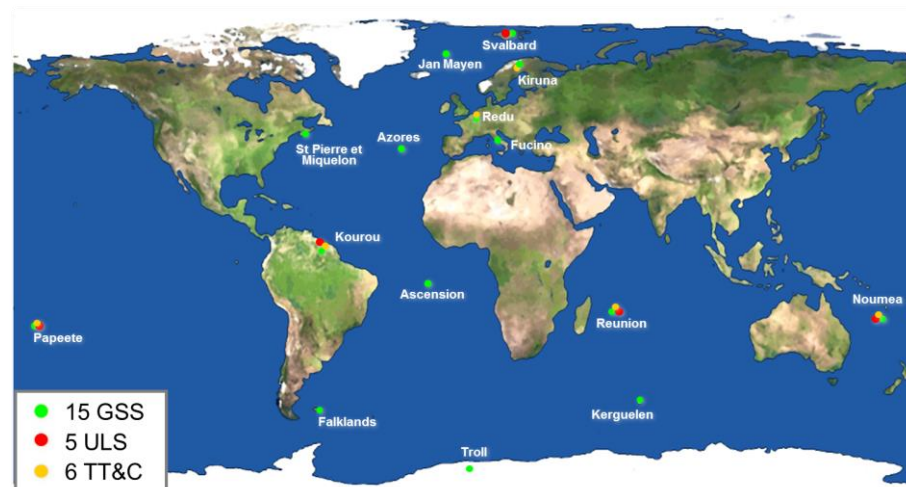 Svalbard
Jan Mayen
Kiruna
Redu
Azores
Fucino
St Pierre et
Miquelon
Kourou
Ascension
Noumea
Reunion
Papeete
Kerguelen
Falklands
Troll
15 GSS
5 ULS
6 TT&C